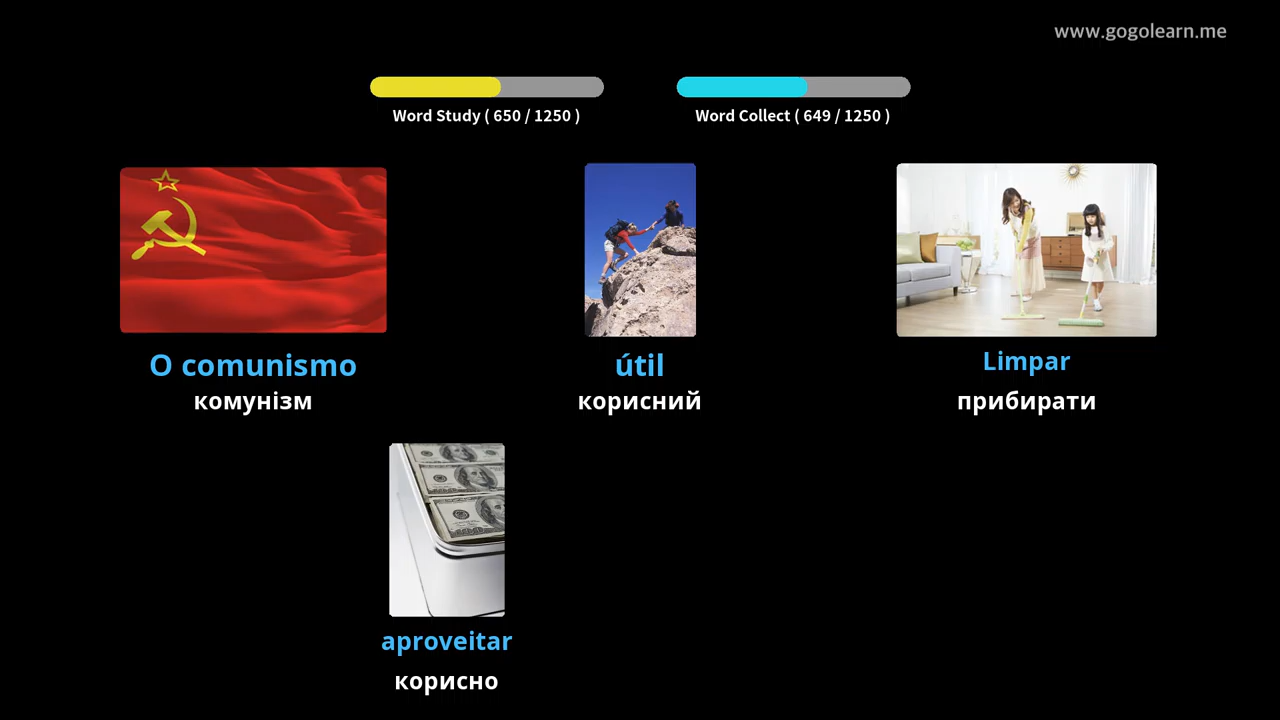 www.gogolearn.me
Word Study ( 650 / 1250 )
Word Collect ( 649 / 1250 )
O comunismo
комунізм
útil
корисний
Limpar
прибирати
aproveitar
корисно